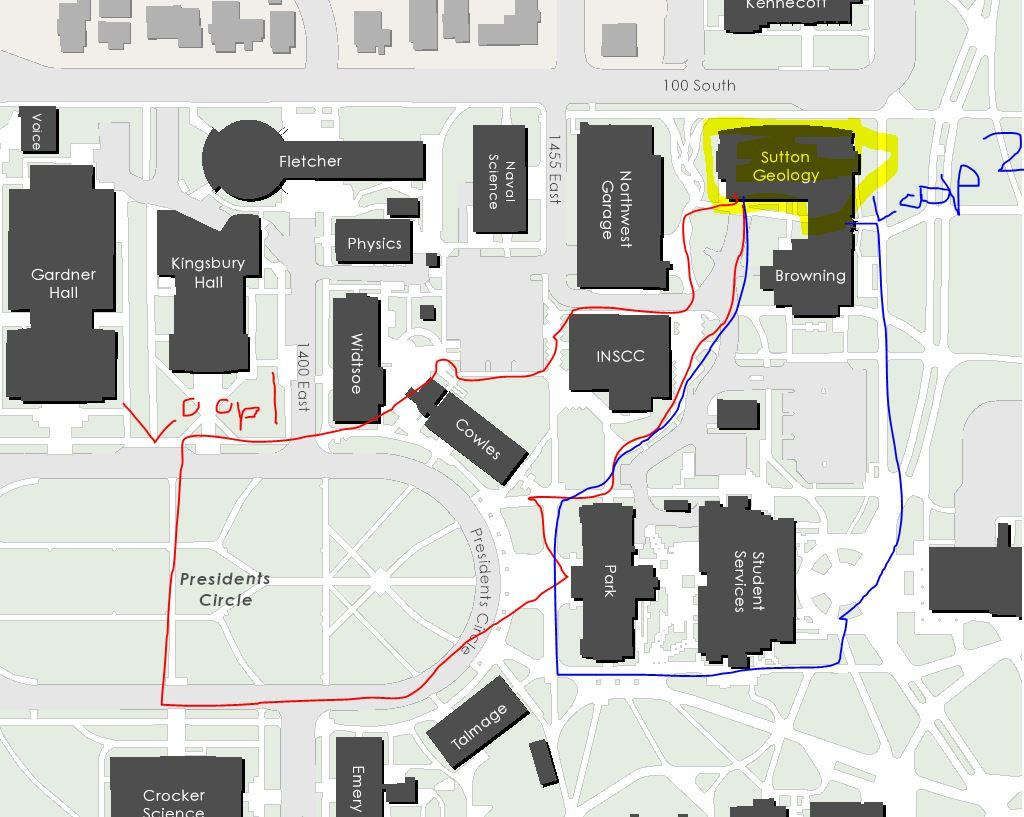 Kennecott
100 South
Voice
Fletcher
Naval
Science
1455 East
Northwest
Garage
Sutton
Geology
Loop 2
Physics
Gardner
Hall
Kingsbury
Hall
Browning
Widtsoe
1400 East
INSCC
Loop 1
Cowles
Presidents
Circle
Presidents Circle
Park
Student
Services
Talmage
Emery
Crocker
Science